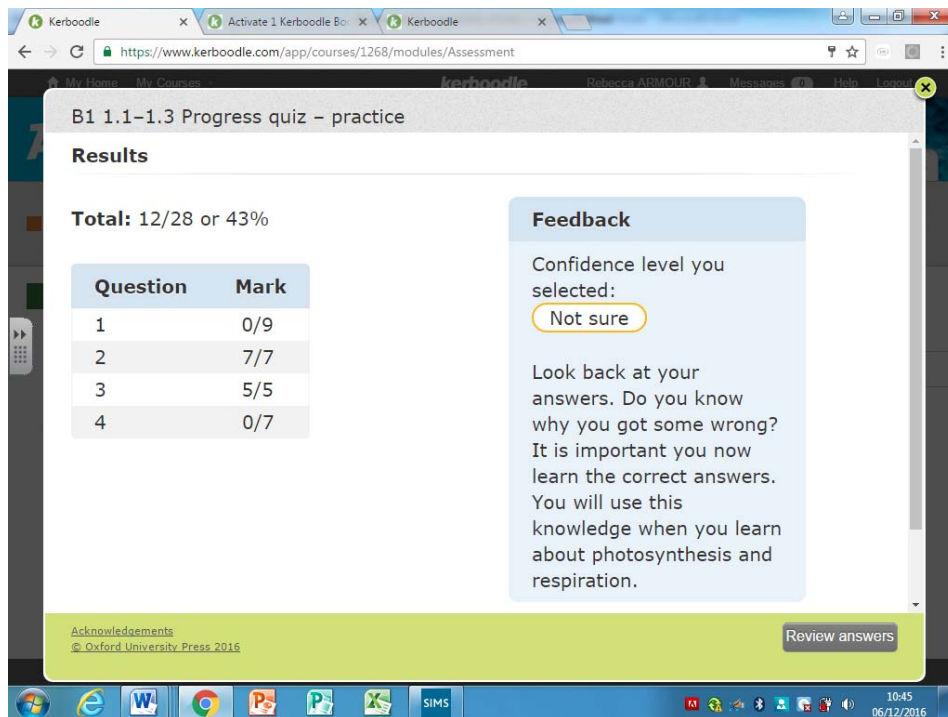 Kerboodle
Activate 1 Kerboodle Bo
Kerboodle
https://www.kerboodle.com/app/courses/1268/modules/Assessment
My Home My Courses kerboodle Rebecca ARMOUR Messages 0 Help Logout
B1 1.1–1.3 Progress quiz – practice
Results
Total: 12/28 or 43%
Question Mark
1 0/9
2 7/7
3 5/5
4 0/7
Feedback
Confidence level you
selected:
Not sure
Look back at your
answers. Do you know
why you got some wrong?
It is important you now
learn the correct answers.
You will use this
knowledge when you learn
about photosynthesis and
respiration.
Acknowledgements
© Oxford University Press 2016
Review answers
SIMS
10:45
06/12/2016